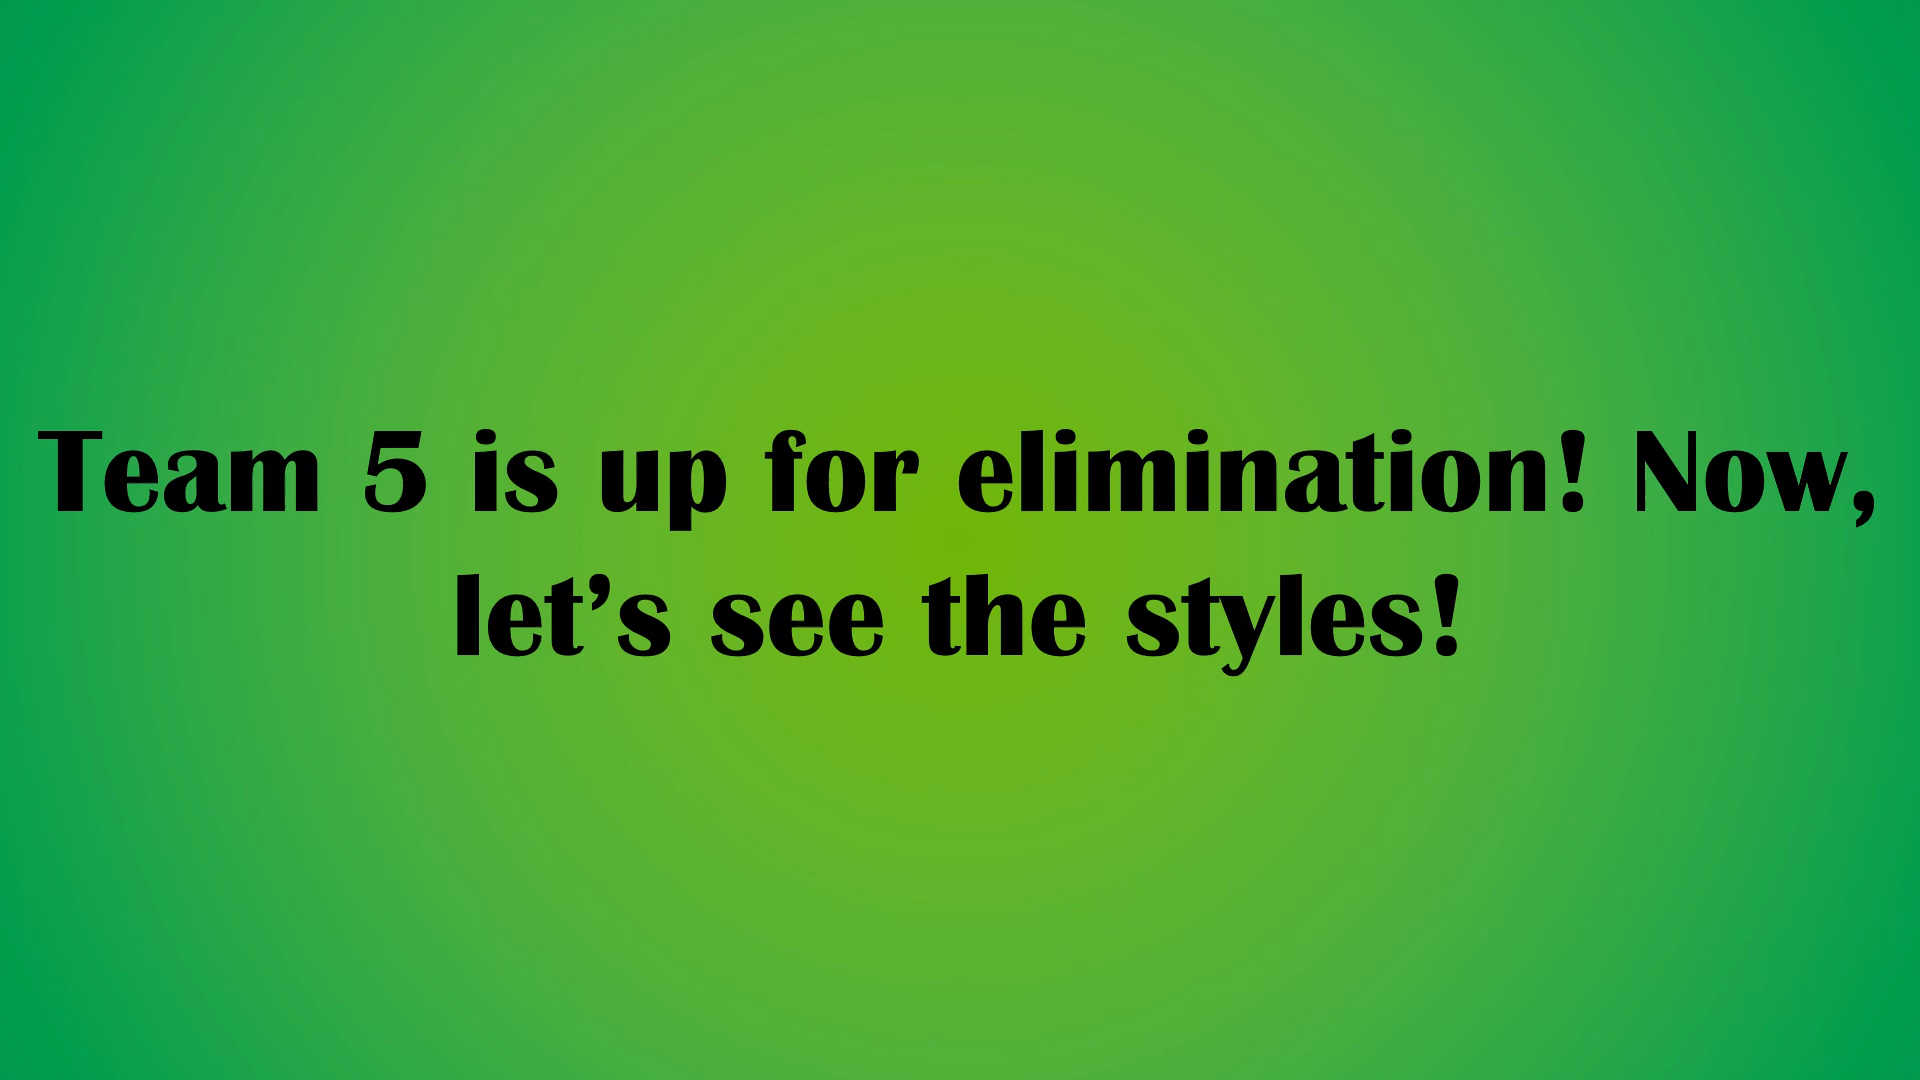 Team 5 is up for elimination! Now,
let’s see the styles!